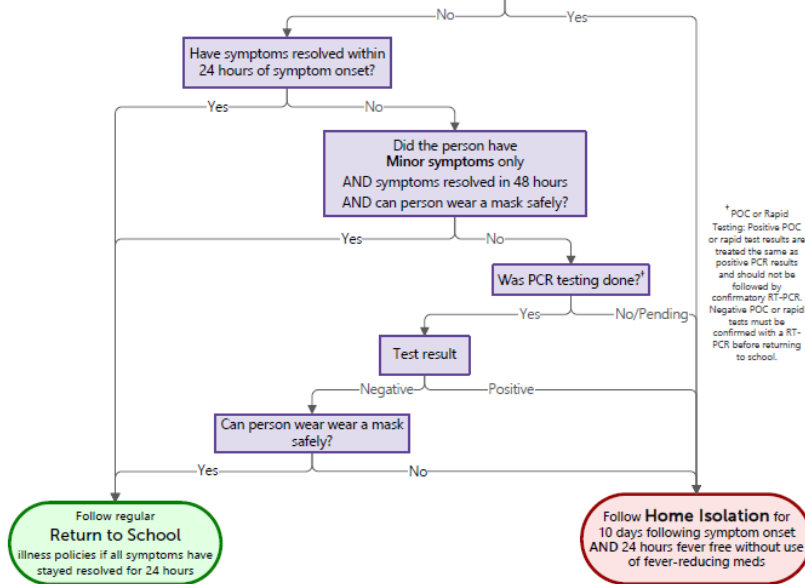 No
Yes
Have symptoms resolved within
24 hours of symptom onset?
Yes
No
Did the person have
Minor symptoms only
AND symptoms resolved in 48 hours
AND can person wear a mask safely?
Yes
No
†POC or Rapid
Testing: Positive POC
or rapid test results are
treated the same as
positive PCR results
and should not be
followed by
confirmatory RT-PCR.
Negative POC or rapid
tests must be
confirmed with a RT-
PCR before returning
to school.
Was PCR testing done?†
Yes
No/Pending
Test result
Negative
Positive
Can person wear wear a mask
safely?
Yes
No
Follow regular
Return to School
illness policies if all symptoms have
stayed resolved for 24 hours
Follow Home Isolation for
10 days following symptom onset
AND 24 hours fever free without use
of fever-reducing meds